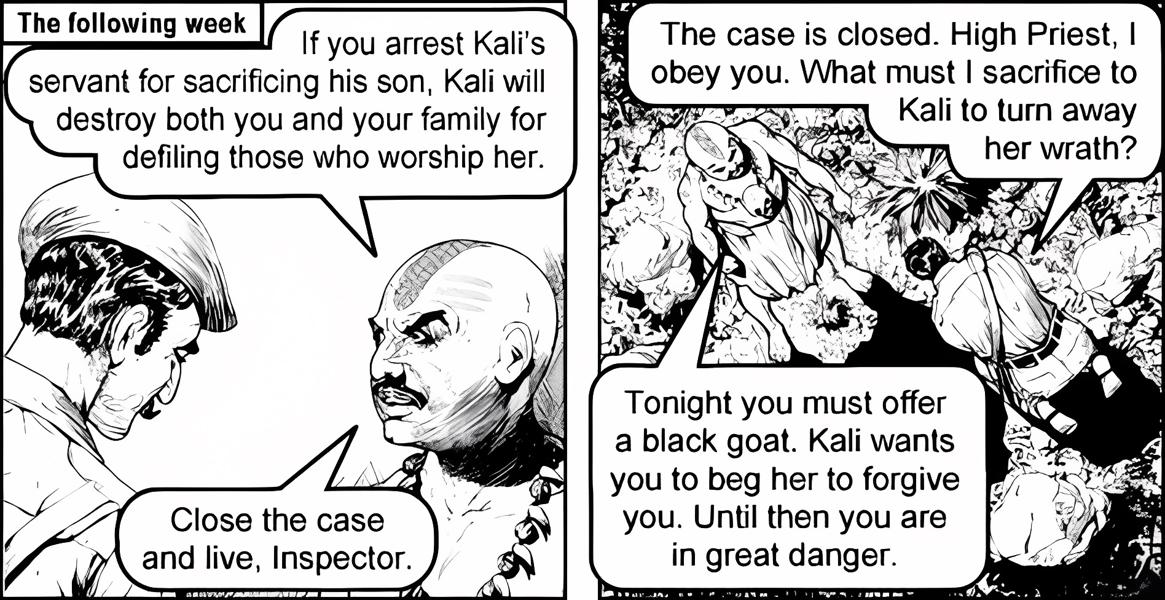 The following week
If you arrest Kali's
servant for sacrificing his son, Kali will
destroy both you and your family for
defiling those who worship her.
Close the case
and live, Inspector.
The case is closed. High Priest, I
obey you. What must I sacrifice to
Kali to turn away
her wrath?
Tonight you must offer
a black goat. Kali wants
you to beg her to forgive
you. Until then you are
in great danger.